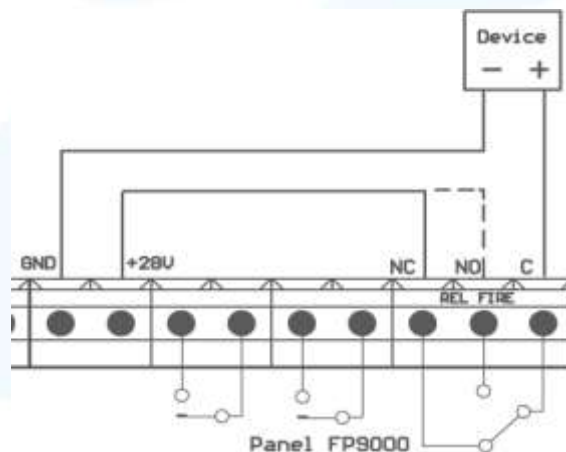 Device
- +
GND +28V NC NO C
REL FIRE
Panel FP9000